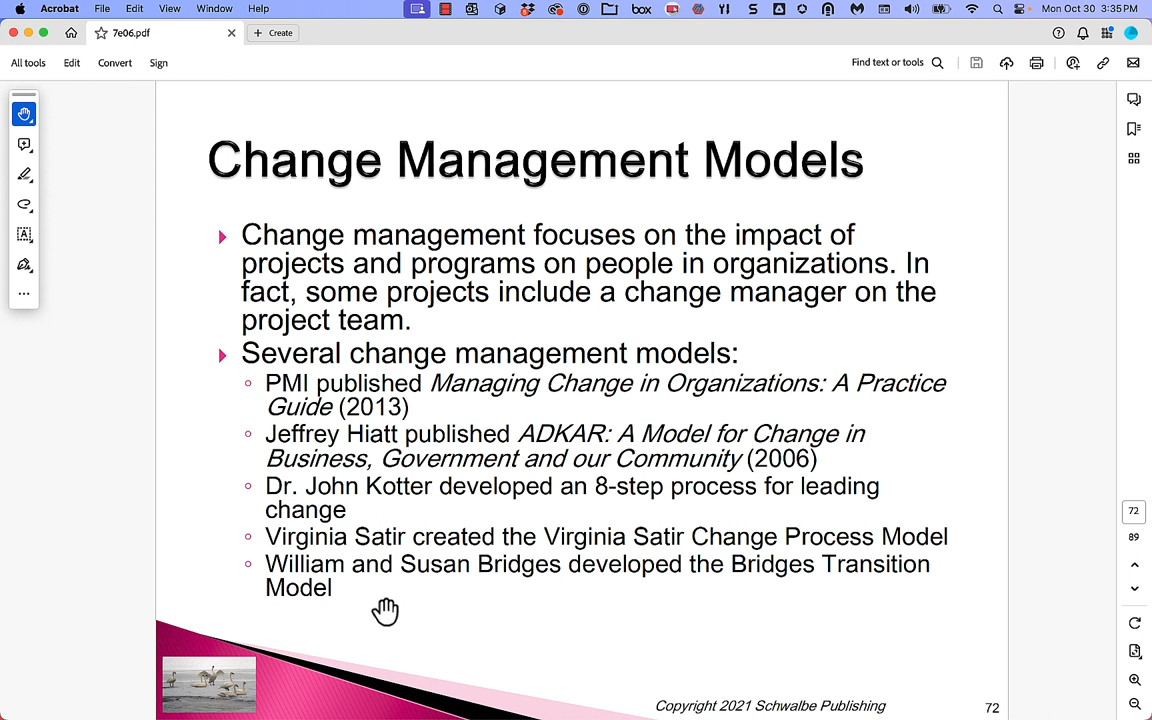 Acrobat File Edit View Window Help box Mon Oct 30 3:35 PM
7e06.pdf Create
All tools Edit Convert Sign Find text or tools
Change Management Models
Change management focuses on the impact of
projects and programs on people in organizations. In
fact, some projects include a change manager on the
project team.
Several change management models:
PMI published Managing Change in Organizations: A Practice
Guide (2013)
Jeffrey Hiatt published ADKAR: A Model for Change in
Business, Government and our Community (2006)
Dr. John Kotter developed an 8-step process for leading
change
Virginia Satir created the Virginia Satir Change Process Model
William and Susan Bridges developed the Bridges Transition
Model
72
89
Copyright 2021 Schwalbe Publishing
72